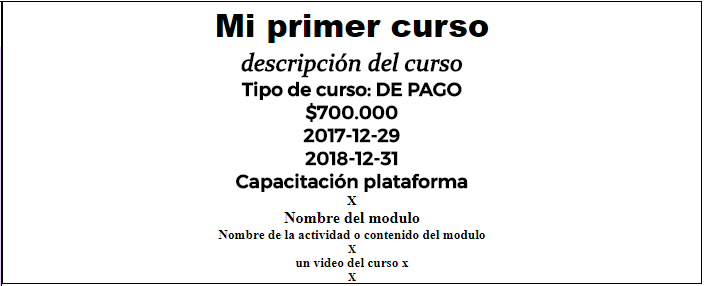 Mi primer curso
descripción del curso
Tipo de curso: DE PAGO
$700.000
2017-12-29
2018-12-31
Capacitación plataforma
X
Nombre del modulo
Nombre de la actividad o contenido del modulo
X
un video del curso x
X